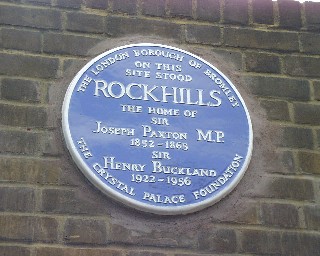 THE LONDON BOROUGH OF BROMLEY
ON THIS
SITE STOOD
ROCKHILLS
THE HOME OF
SIR
JOSEPH PAXTON M.P.
1852-1868
SIR
HENRY BUCKLAND
1922-1956
THE CRYSTAL PALACE FOUNDATION